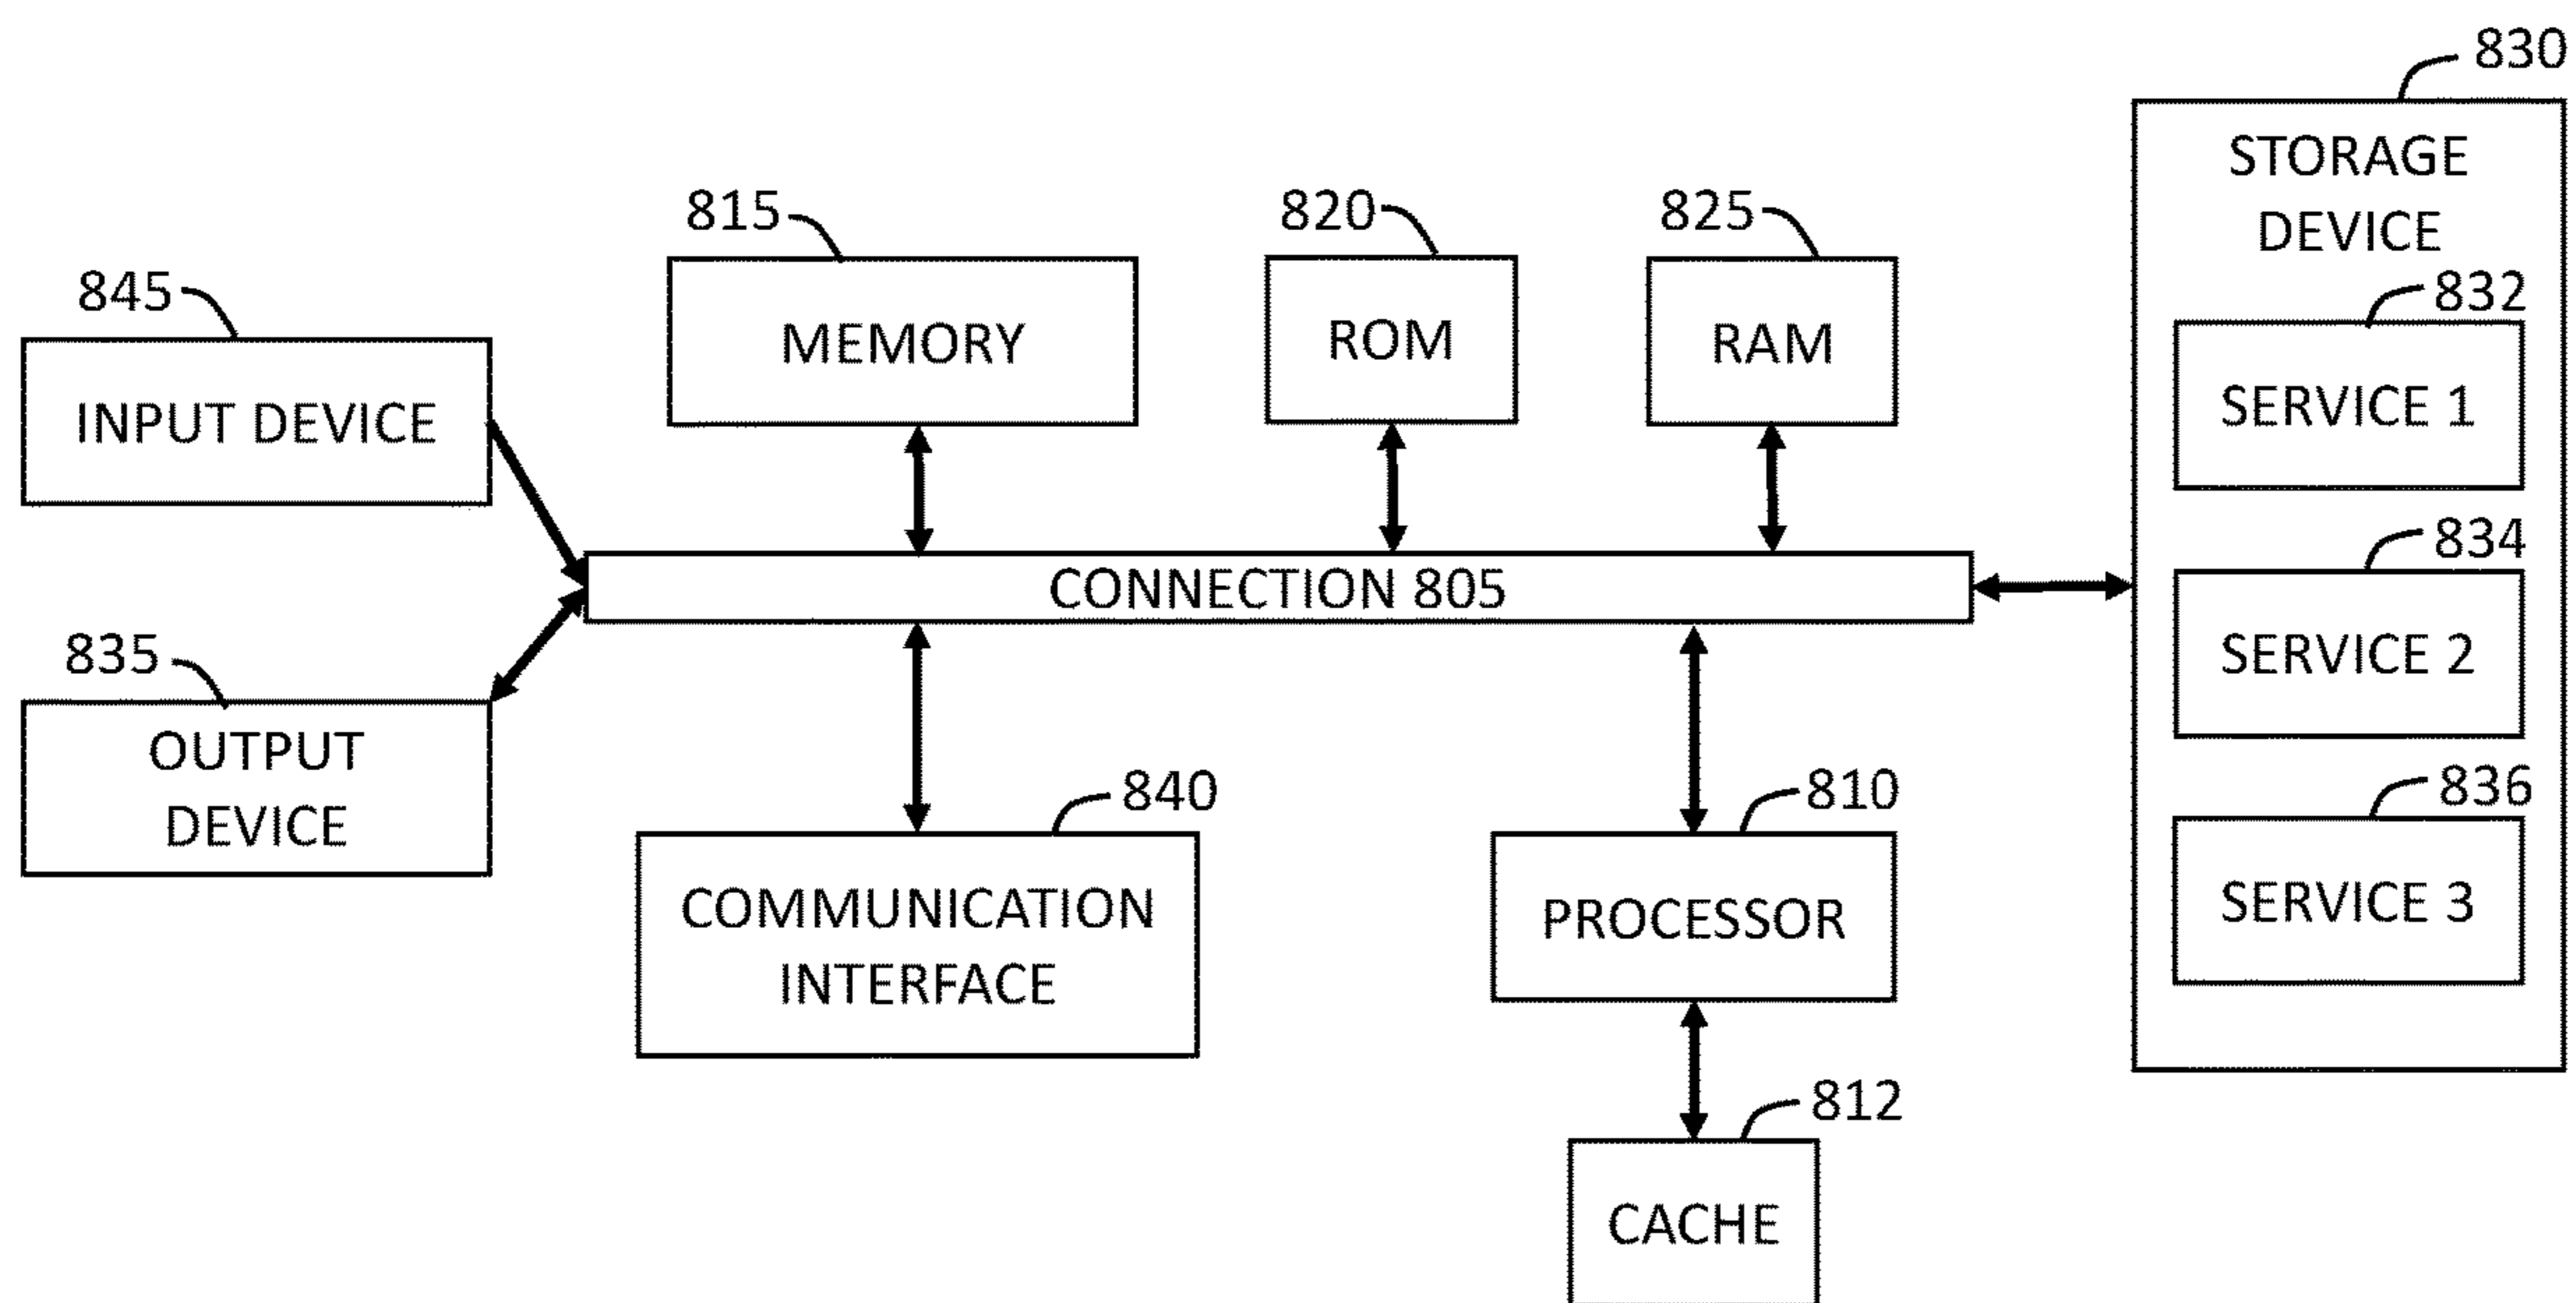 830
STORAGE
DEVICE
815
820
825
845
832
MEMORY
ROM
RAM
INPUT DEVICE
SERVICE 1
834
CONNECTION 805
835
SERVICE 2
OUTPUT
DEVICE
840
810
836
COMMUNICATION
INTERFACE
PROCESSOR
SERVICE 3
812
CACHE